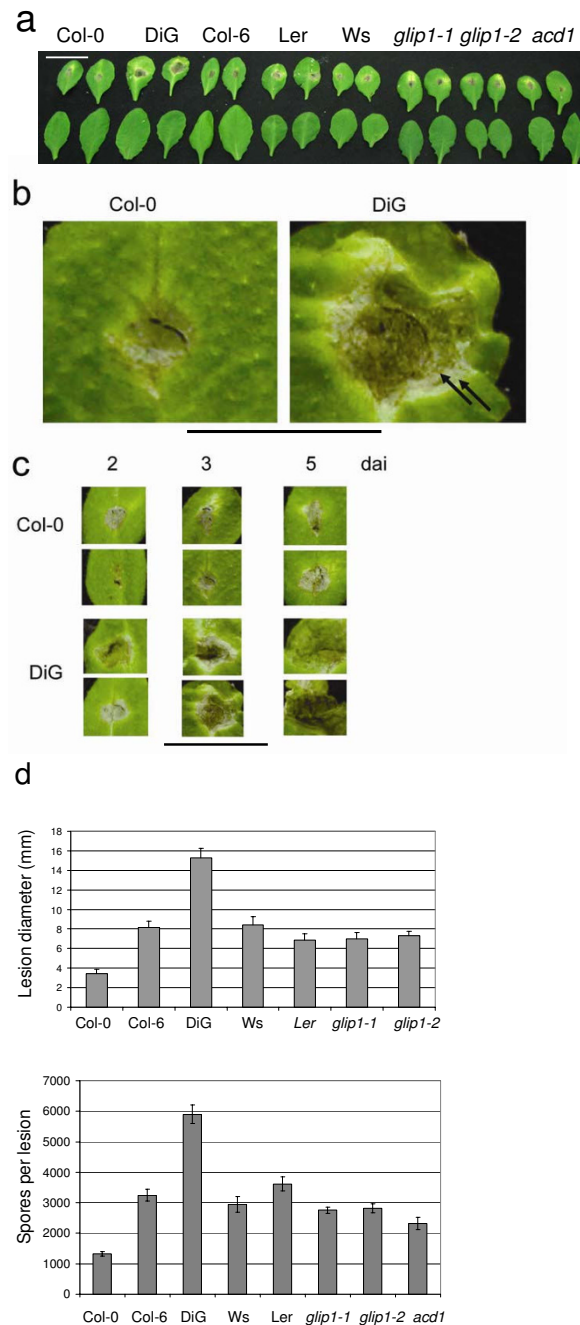 a
Col-0 DiG Col-6 Ler Ws glip1-1 glip1-2 acd1
b
Col-0 DiG
c
2 3 5 dai
Col-0
DiG
d
Lesion diameter (mm)
18
16
14
12
10
8
6
4
2
0
Col-0 Col-6 DiG Ws Ler glip1-1 glip1-2
Spores per lesion
7000
6000
5000
4000
3000
2000
1000
0
Col-0 Col-6 DiG Ws Ler glip1-1 glip1-2 acd1